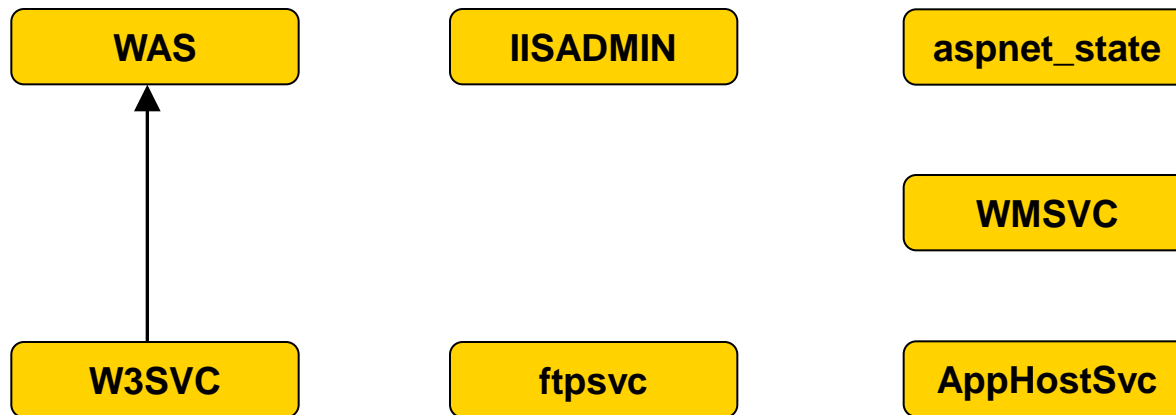 WAS
IISADMIN
aspnet_state
WMSVC
W3SVC
ftpsvc
AppHostSvc